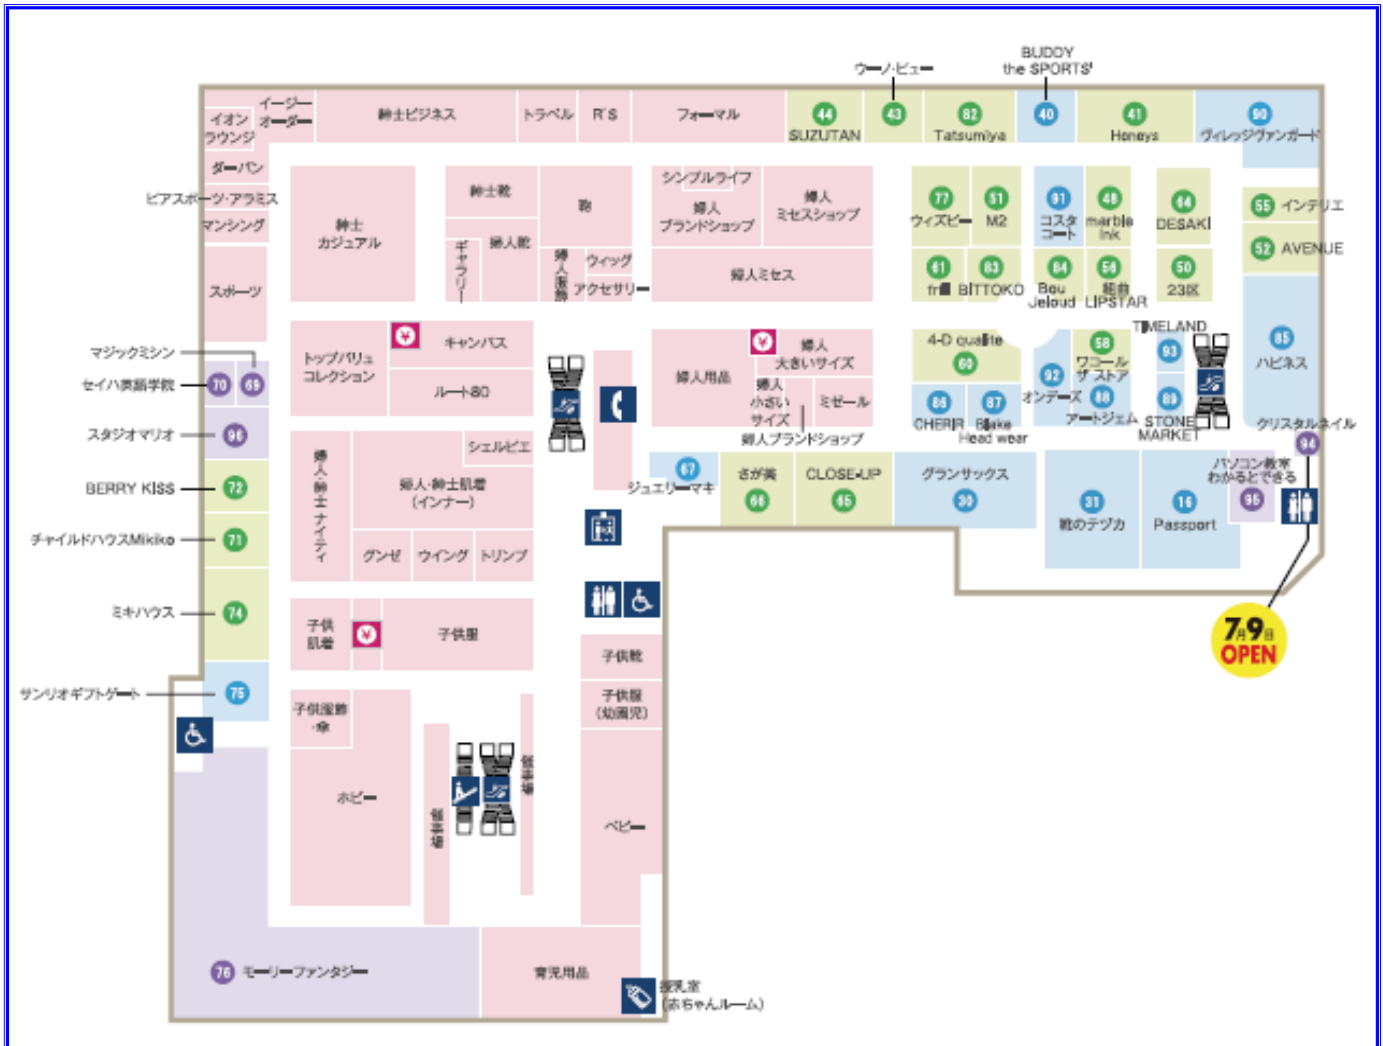 BUDDY
the SPORTS
ウーノ・ビュー
イオン
ラウンジ
イージー
オーダー
紳士ビジネス
トラベル
R'S
フォーマル
44
SUZUTAN
43
82
Tatsumiya
40
41
Honeys
90
ヴィレッジヴァンガード
ダーバン
ピアスポーツ・アラミス
マンシング
スポーツ
紳士
カジュアル
紳士靴
ギャラリー
婦人靴
鞄
婦人服飾
ウィッグ
アクセサリー
シンプルライフ
婦人
ブランドショップ
婦人
ミセスショップ
婦人ミセス
77
ウィズビー
51
M2
91
コスタ
コート
48
marble
ink
64
DESAKI
55 インテリエ
52 AVENUE
61
83
BITTOKO
84
Bou
Jeloud
56
組曲
LIPSTAR
50
23区
マジックミシン
セイハ英語学院
70
69
トップバリュ
コレクション
キャンパス
ルート80
婦人用品
婦人
大きいサイズ
婦人
小さい
サイズ
ミゼール
婦人ブランドショップ
4-D qualite
60
86
CHERIR
87
Blake
Head wear
92
オンデーズ
58
ワコール
ザ ストア
88
アートジェム
TIMELAND
93
89
STONE
MARKET
85
ハピネス
クリスタルネイル
94
スタジオマリオ
96
BERRY KISS
72
チャイルドハウスMikiko
71
ミキハウス
74
サンリオギフトゲート
75
婦人・紳士ナイティ
シェルビエ
婦人・紳士肌着
(インナー)
グンゼ
ウイング
トリンプ
67
ジュエリーマキ
さが美
66
CLOSE・UP
65
グランサックス
30
31
靴のテヅカ
16
Passport
パソコン教室
わかるとできる
95
子供
肌着
子供服
子供靴
子供服
(幼園児)
7月9日
OPEN
子供服飾
・傘
ホビー
催事場
催事場
ベビー
76 モーリーファンタジー
育児用品
授乳室
(赤ちゃんルーム)